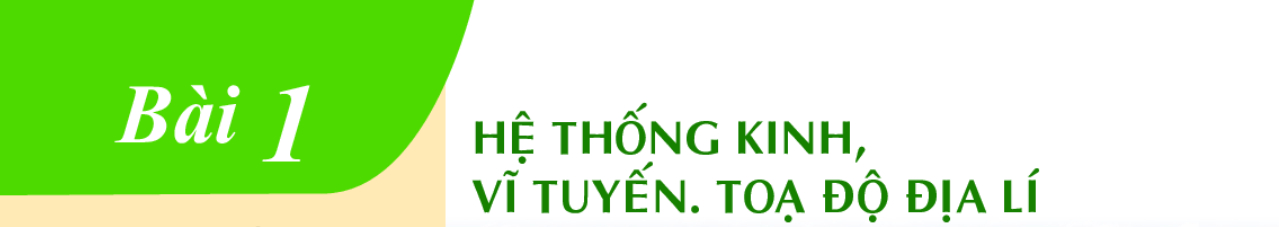 Bài 1
HỆ THỐNG KINH,
VĨ TUYẾN. TOẠ ĐỘ ĐỊA LÍ